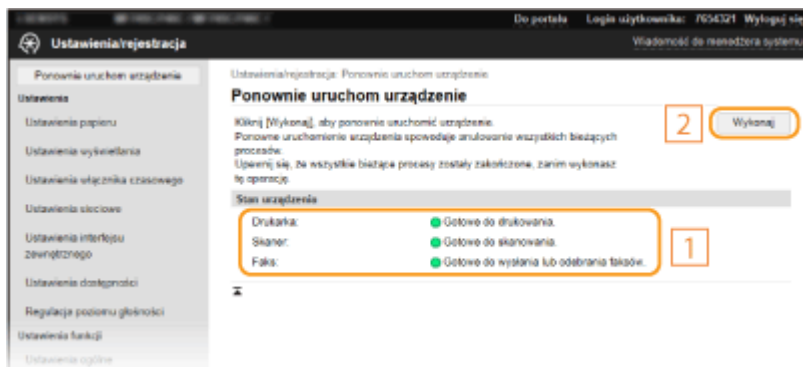 Do portalu Login użytkownika: 7654321 Wyloguj się
Ustawienia/rejestracja Wiadomość do menedżera systemu
Ponownie uruchom urządzenie
Ustawienia
Ustawienia papieru
Ustawienia wyświetlania
Ustawienia włącznika czasowego
Ustawienia sieciowe
Ustawienia interfejsu
zewnętrznego
Ustawienia dostępności
Regulacja poziomu głośności
Ustawienia funkcji
Ustawienia ogólne
Ustawienia/rejestracja: Ponownie uruchom urządzenie
Ponownie uruchom urządzenie
Kliknij [Wykonaj], aby ponownie uruchomić urządzenie.
Ponowne uruchomienie urządzenia spowoduje anulowanie wszystkich bieżących
procesów.
Upewnij się, że wszystkie bieżące procesy zostały zakończone, zanim wykonasz
tę operację.
2 Wykonaj
Stan urządzenia
Drukarka: Gotowe do drukowania.
Skaner: Gotowe do skanowania.
Faks: Gotowe do wysłania lub odebrania faksów.
1